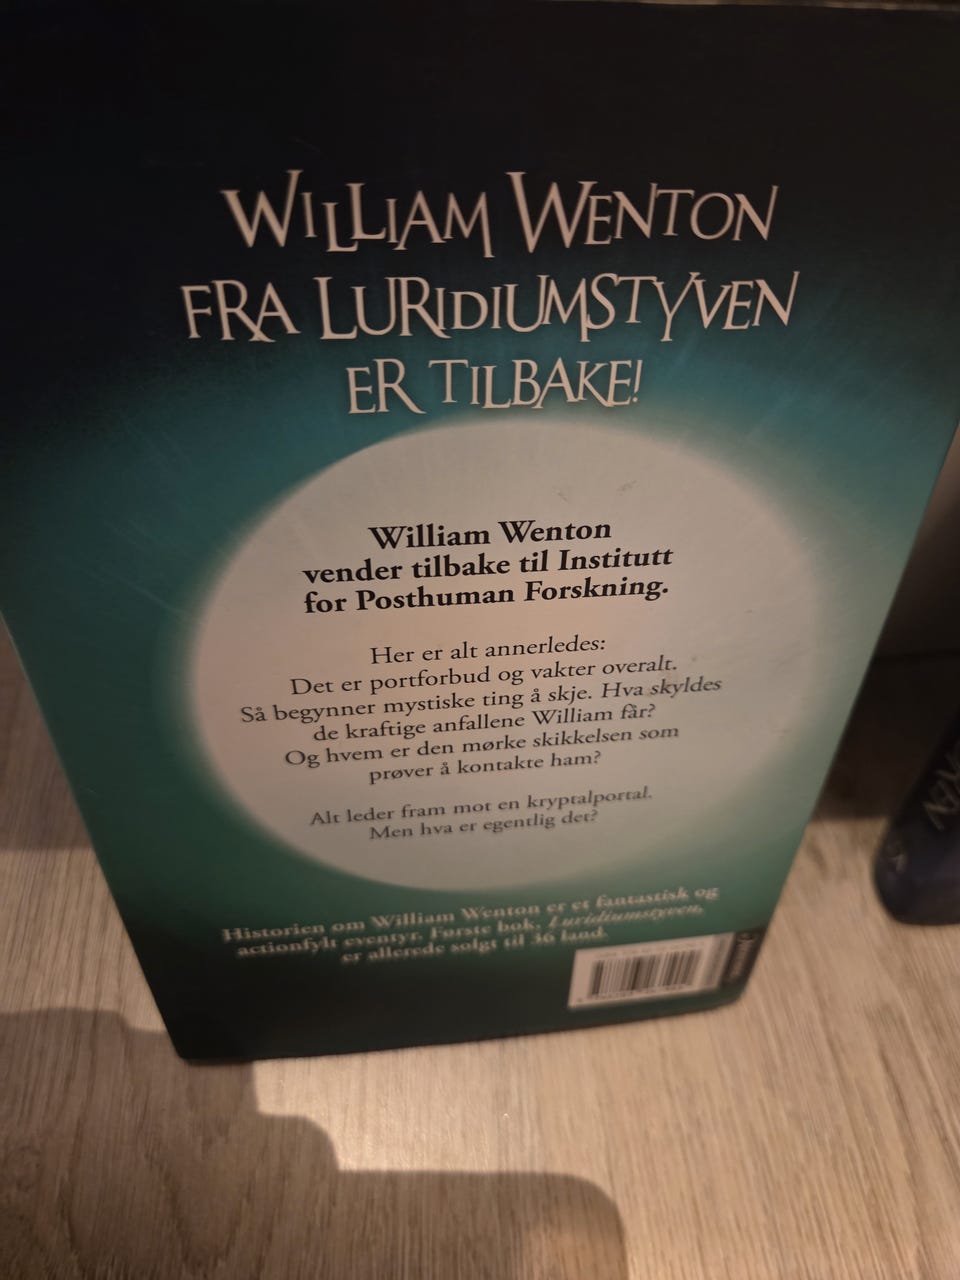 WILLIAM WENTON
FRA LURIDIUMSTYVEN
ER TILBAKE!
William Wenton
vender tilbake til Institutt
for Posthuman Forskning.
Her er alt annerledes:
Det er portforbud og vakter overalt.
Så begynner mystiske ting å skje. Hva skyldes
de kraftige anfallene William får?
Og hvem er den mørke skikkelsen som
prøver å kontakte ham?
Alt leder fram mot en kryptalportal.
Men hva er egentlig det?
Historien om William Wenton er et fantastisk og
actionfylt eventyr. Første bok, Luridiumstyven,
er allerede solgt til 36 land.